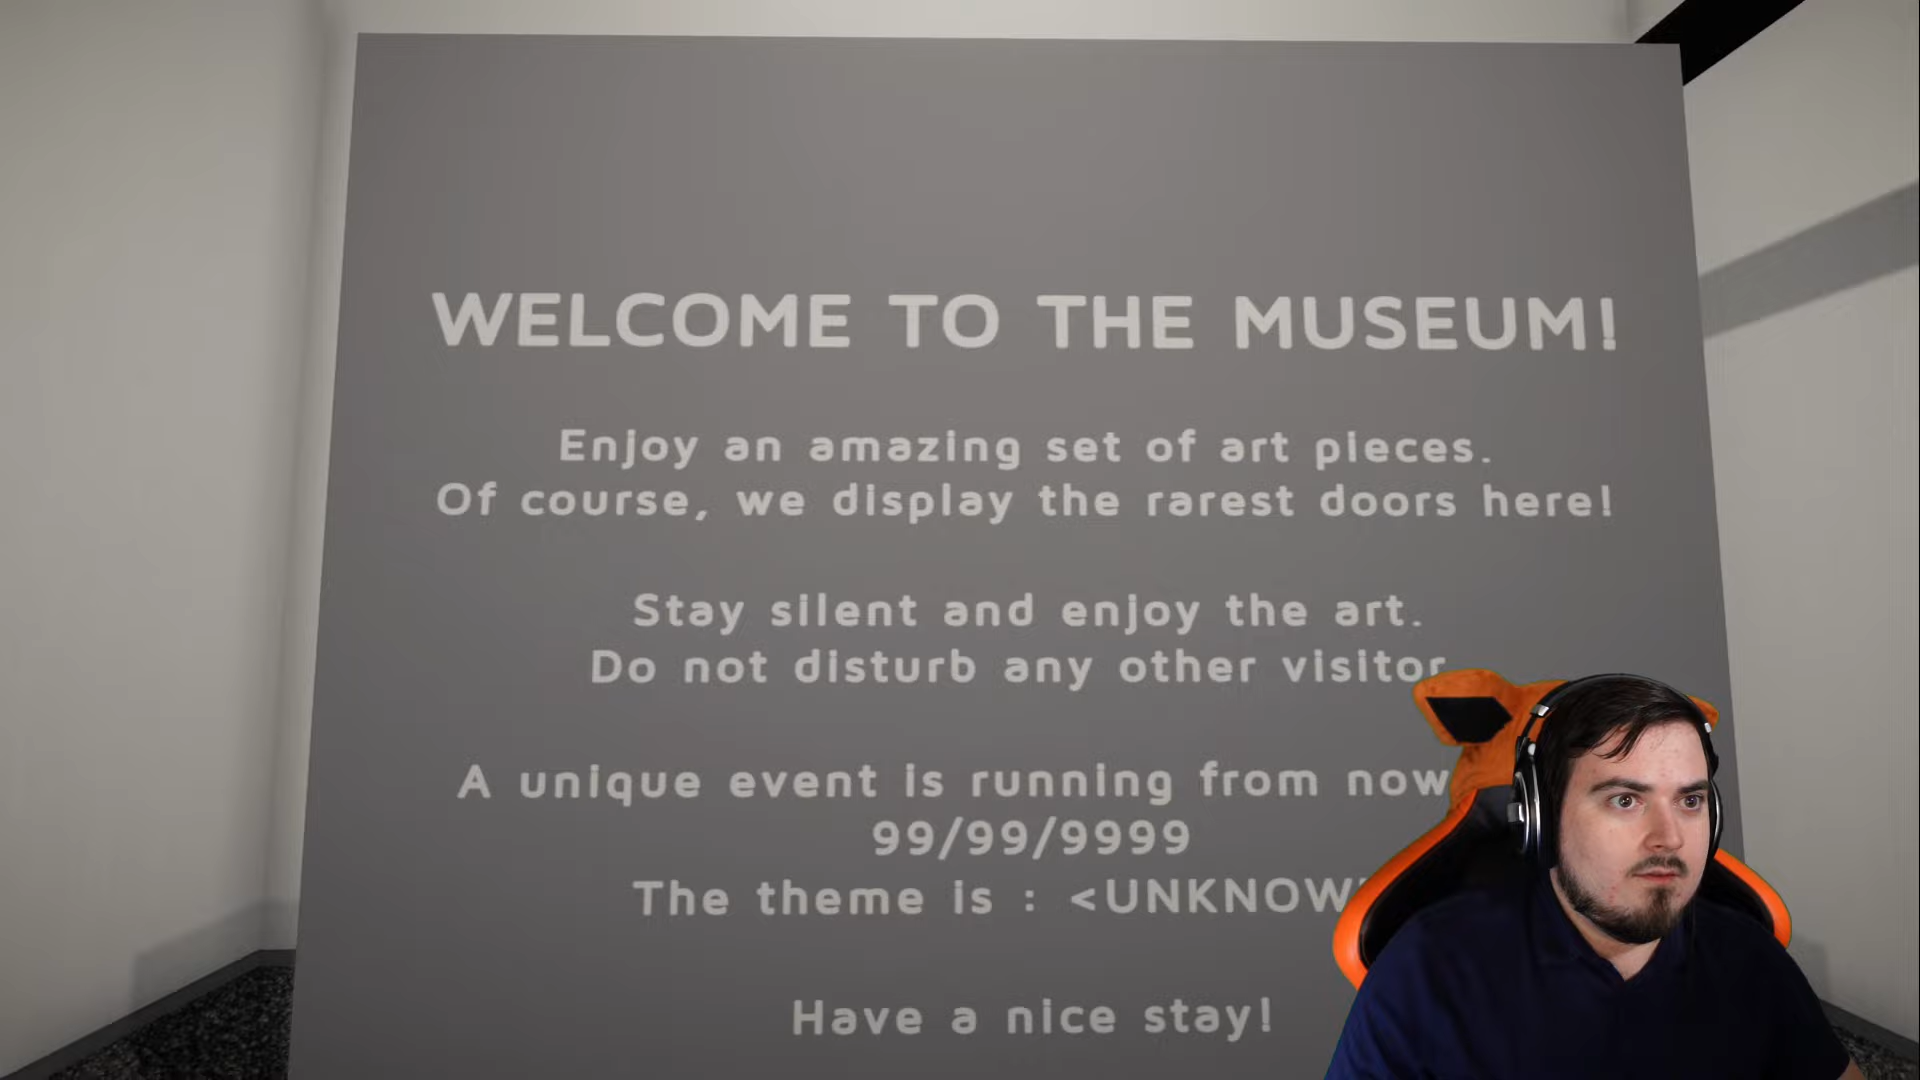 WELCOME TO THE MUSEUM!
Enjoy an amazing set of art pieces.
Of course, we display the rarest doors here!
Stay silent and enjoy the art.
Do not disturb any other visitor
A unique event is running from now
99/99/9999
The theme is : <UNKNOW
Have a nice stay!